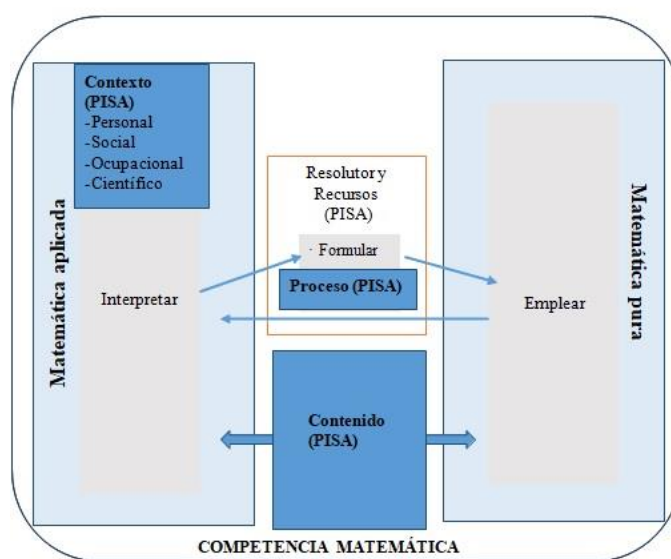 Contexto
(PISA)
-Personal
-Social
-Ocupacional
-Científico
Matemática aplicada
Interpretar
Resolutor y
Recursos
(PISA)
· Formular
Proceso (PISA)
Contenido
(PISA)
Emplear
Matemática pura
COMPETENCIA MATEMÁTICA